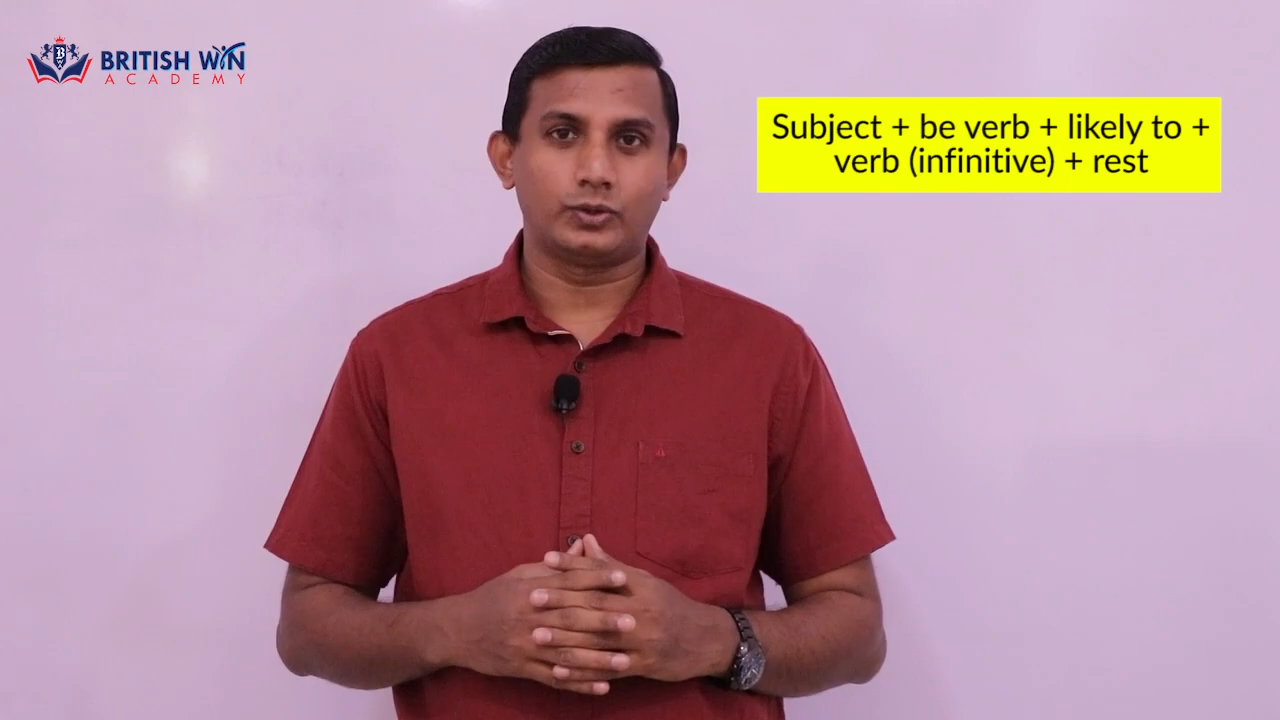 BRITISH WIN
ACADEMY
Subject + be verb + likely to +
verb (infinitive) + rest